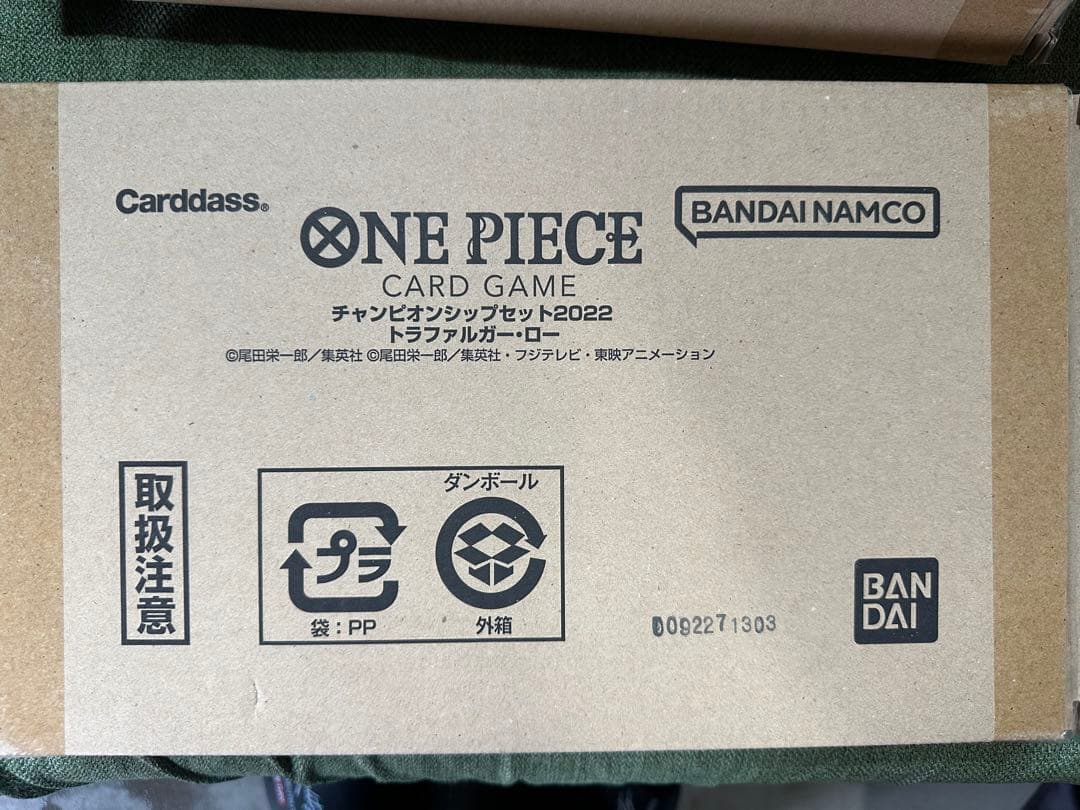 Carddass®
BANDAI NAMCO
ONE PIECE
CARD GAME
チャンピオンシップセット2022
トラファルガー・ロー
©尾田栄一郎／集英社 ©尾田栄一郎／集英社・フジテレビ・東映アニメーション
取扱注意
ダンボール
プラ
袋：PP
外箱
0092271303
BAN
DAI